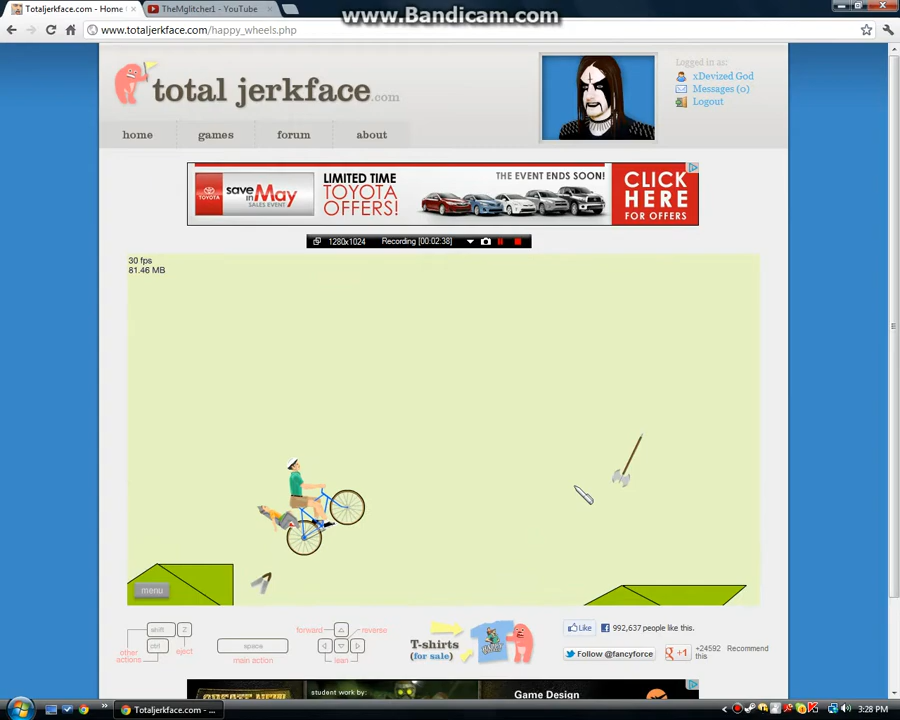 www.Bandicam.com
Totaljerkface.com - Home
TheMglitcher1 - YouTube
www.totaljerkface.com/happy_wheels.php
total jerkface.com
Logged in as:
xDevized God
Messages (0)
Logout
home
games
forum
about
TOYOTA
save in May
SALES EVENT
LIMITED TIME
TOYOTA
OFFERS!
THE EVENT ENDS SOON!
CLICK
HERE
FOR OFFERS
1280x1024
Recording [00:02:38]
30 fps
81.46 MB
menu
shift
Z
ctrl
eject
other
actions
space
main action
forward
reverse
lean
T-shirts
(for sale)
Like
992,637 people like this.
Follow @fancyforce
+1
+24592
Recommend this
student work by:
Game Design
Totaljerkface.com - ...
3:28 PM